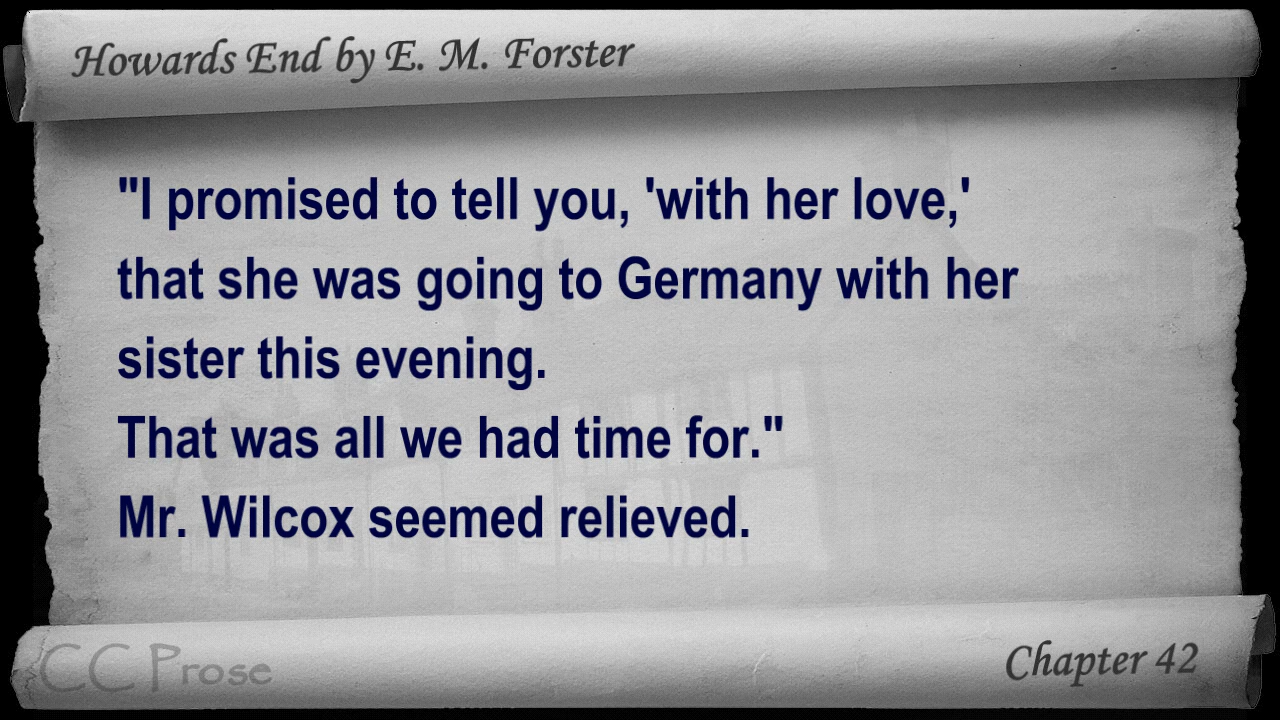 Howards End by E. M. Forster
"I promised to tell you, 'with her love,'
that she was going to Germany with her
sister this evening.
That was all we had time for."
Mr. Wilcox seemed relieved.
CC Prose
Chapter 42